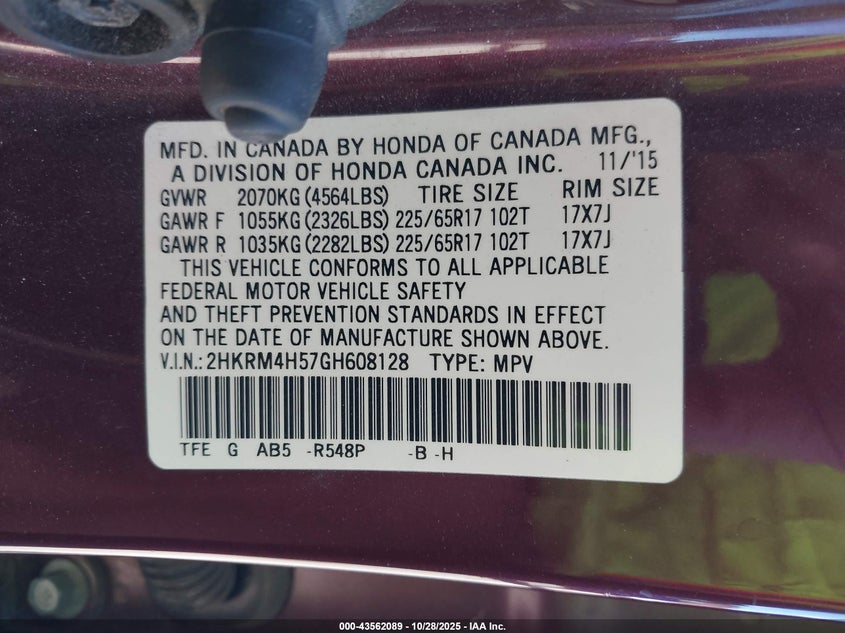 MFD. IN CANADA BY HONDA OF CANADA MFG.,
A DIVISION OF HONDA CANADA INC. 11/'15
GVWR 2070KG (4564LBS) TIRE SIZE RIM SIZE
GAWR F 1055KG (2326LBS) 225/65R17 102T 17X7J
GAWR R 1035KG (2282LBS) 225/65R17 102T 17X7J
THIS VEHICLE CONFORMS TO ALL APPLICABLE
FEDERAL MOTOR VEHICLE SAFETY
AND THEFT PREVENTION STANDARDS IN EFFECT
ON THE DATE OF MANUFACTURE SHOWN ABOVE.
V.I.N.: 2HKRM4H57GH608128 TYPE: MPV
TFE G AB5 -R548P -B -H
000-43562089 - 10/28/2025 - IAA Inc.